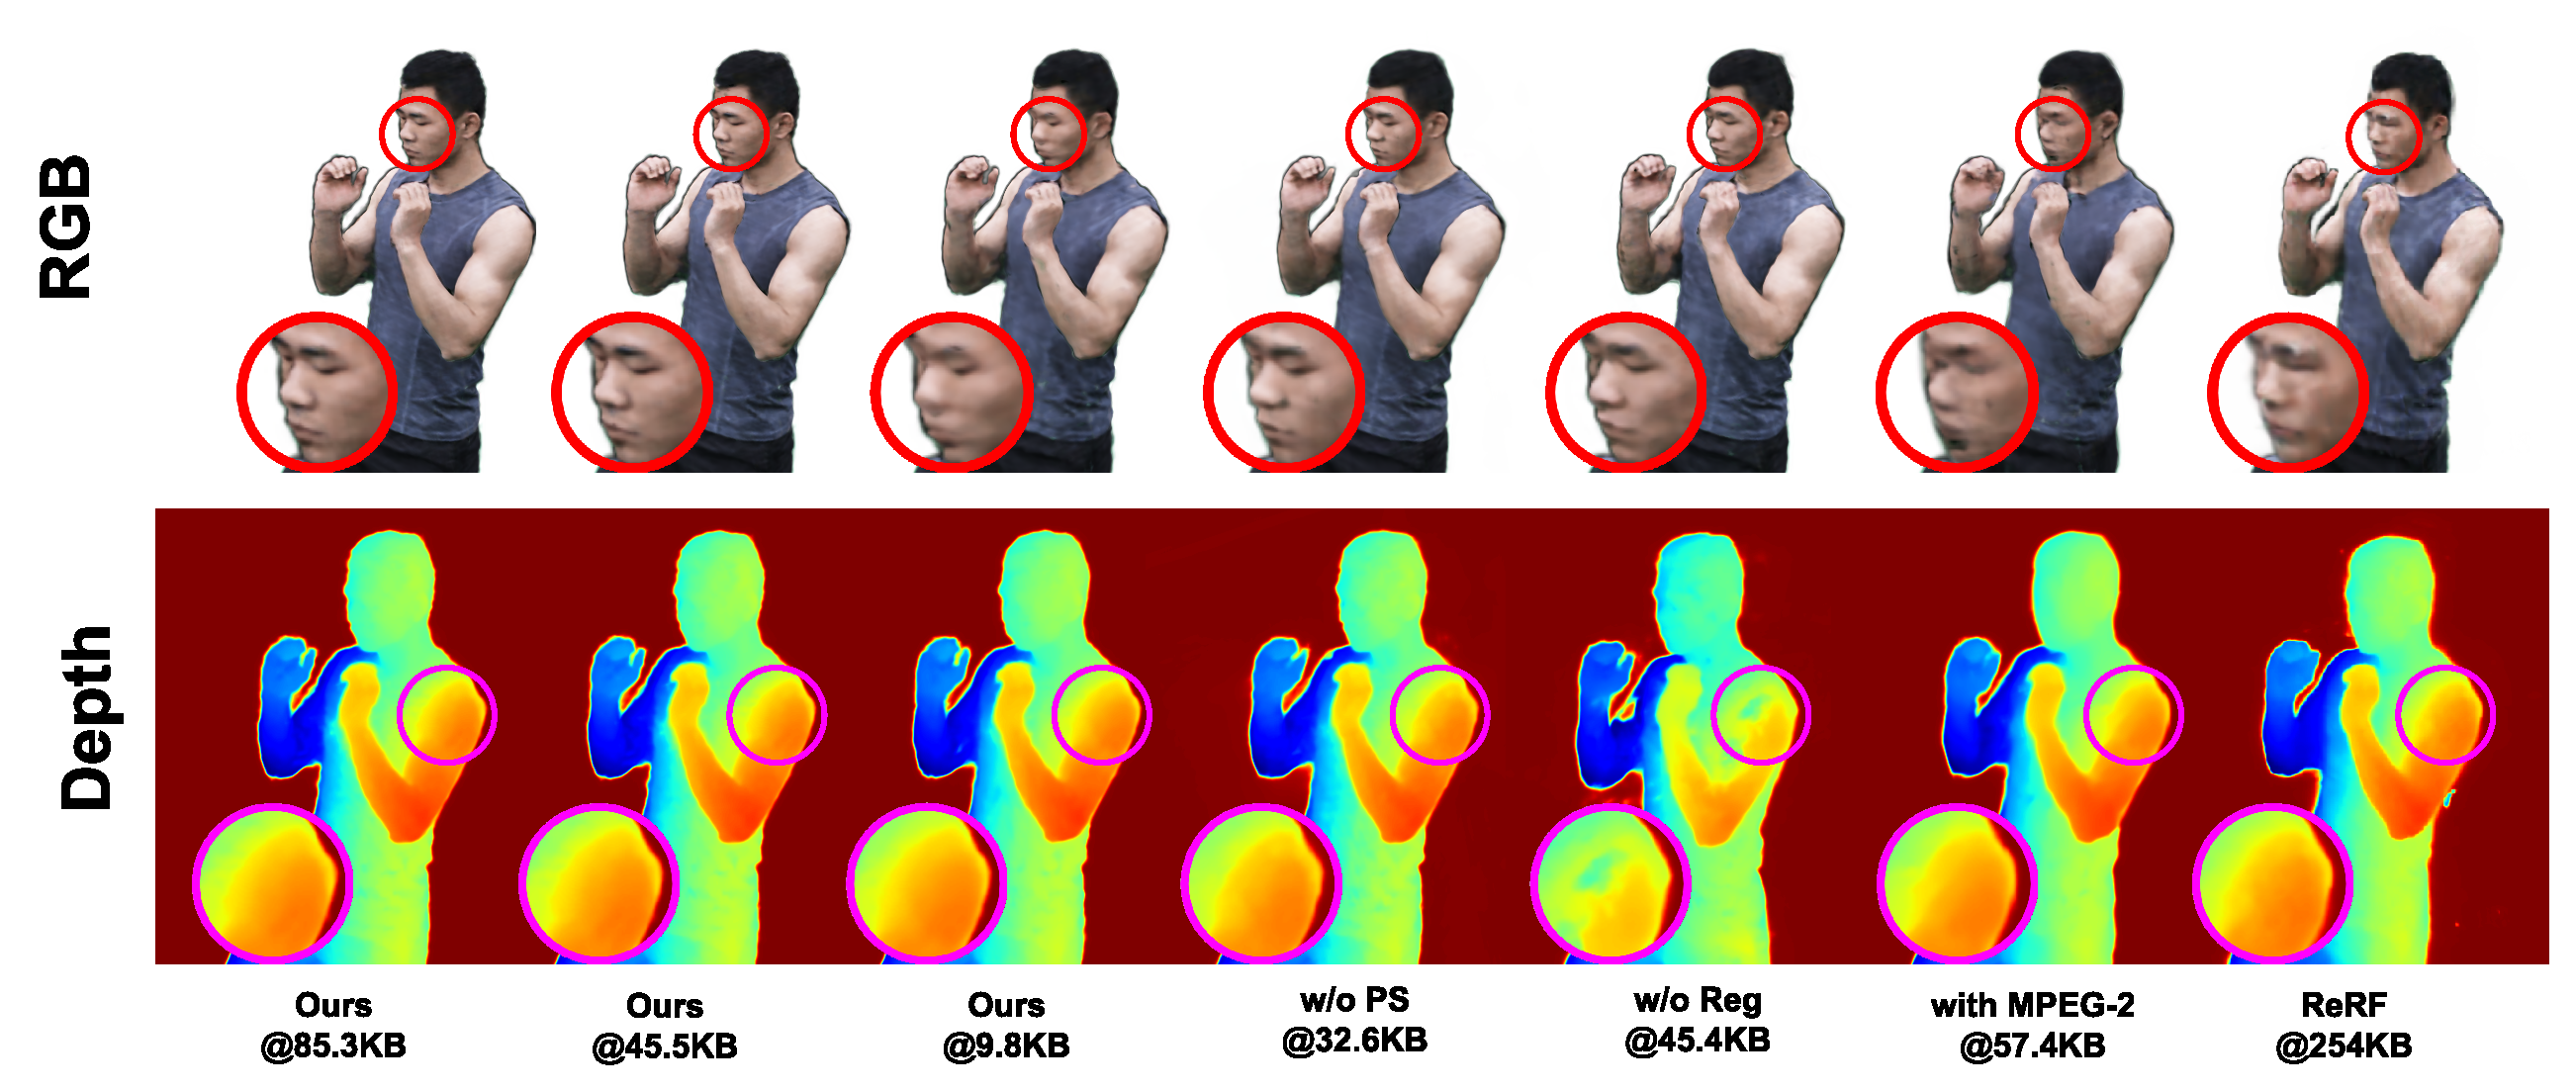 RGB
Depth
Ours
@85.3KB
Ours
@45.5KB
Ours
@9.8KB
w/o PS
@32.6KB
w/o Reg
@45.4KB
with MPEG-2
@57.4KB
ReRF
@254KB